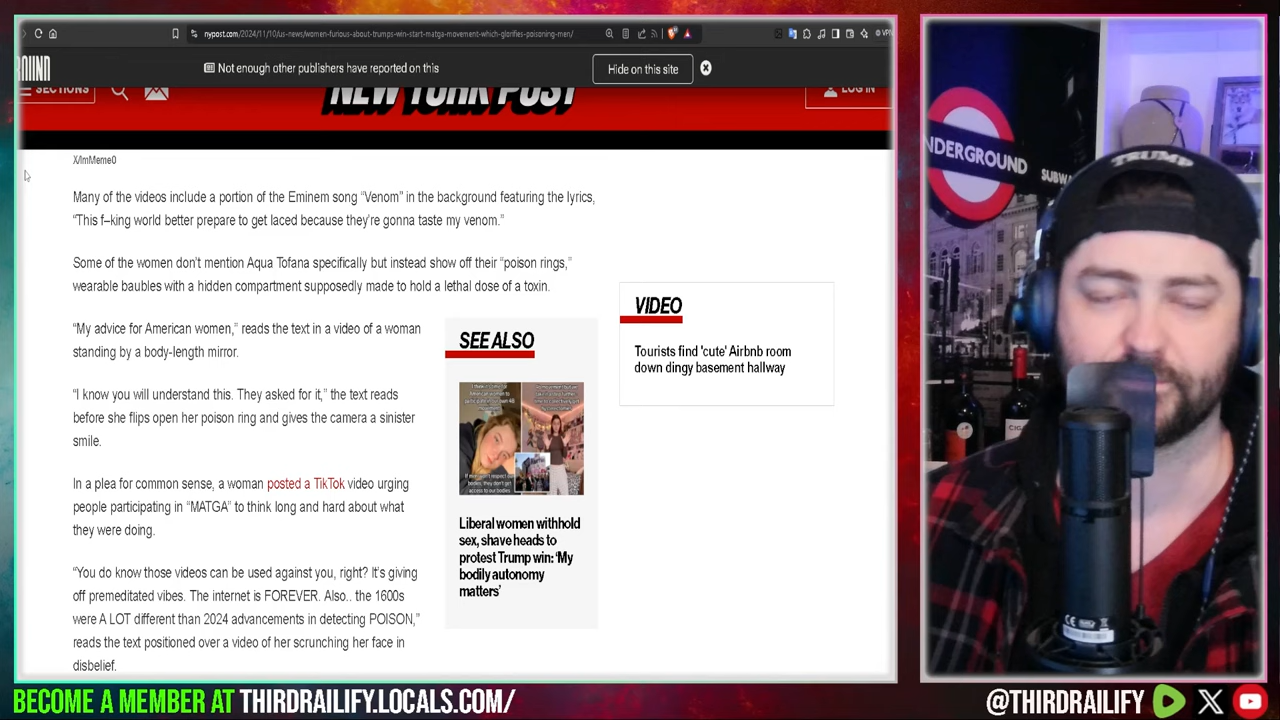 nypost.com/2024/11/10/us-news/women-furious-about-trumps-win-start-matga-movement-which-glorifies-poisoning-men/
VPN
Not enough other publishers have reported on this
Hide on this site
SECTIONS
NEW YORK POST
LOG IN
X/ImMeme0
Many of the videos include a portion of the Eminem song “Venom” in the background featuring the lyrics,
“This f–king world better prepare to get laced because they’re gonna taste my venom.”
Some of the women don’t mention Aqua Tofana specifically but instead show off their “poison rings,”
wearable baubles with a hidden compartment supposedly made to hold a lethal dose of a toxin.
“My advice for American women,” reads the text in a video of a woman
standing by a body-length mirror.
“I know you will understand this. They asked for it,” the text reads
before she flips open her poison ring and gives the camera a sinister
smile.
In a plea for common sense, a woman posted a TikTok video urging
people participating in “MATGA” to think long and hard about what
they were doing.
“You do know those videos can be used against you, right? It’s giving
off premeditated vibes. The internet is FOREVER. Also.. the 1600s
were A LOT different than 2024 advancements in detecting POISON,”
reads the text positioned over a video of her scrunching her face in
disbelief.
SEE ALSO
Liberal women withhold
sex, shave heads to
protest Trump win: ‘My
bodily autonomy
matters’
VIDEO
Tourists find 'cute' Airbnb room
down dingy basement hallway
NDERGROUND
SUBW
TRUMP
BECOME A MEMBER AT THIRDRAILIFY.LOCALS.COM/
@THIRDRAILIFY